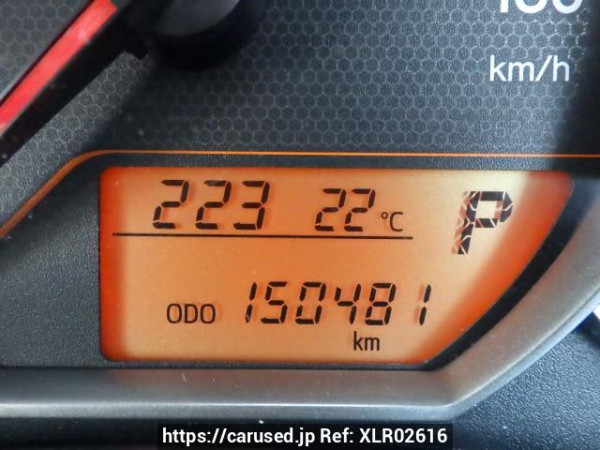 km/h
223 22°C P
ODO 150481
km
https://carused.jp Ref: XLR02616